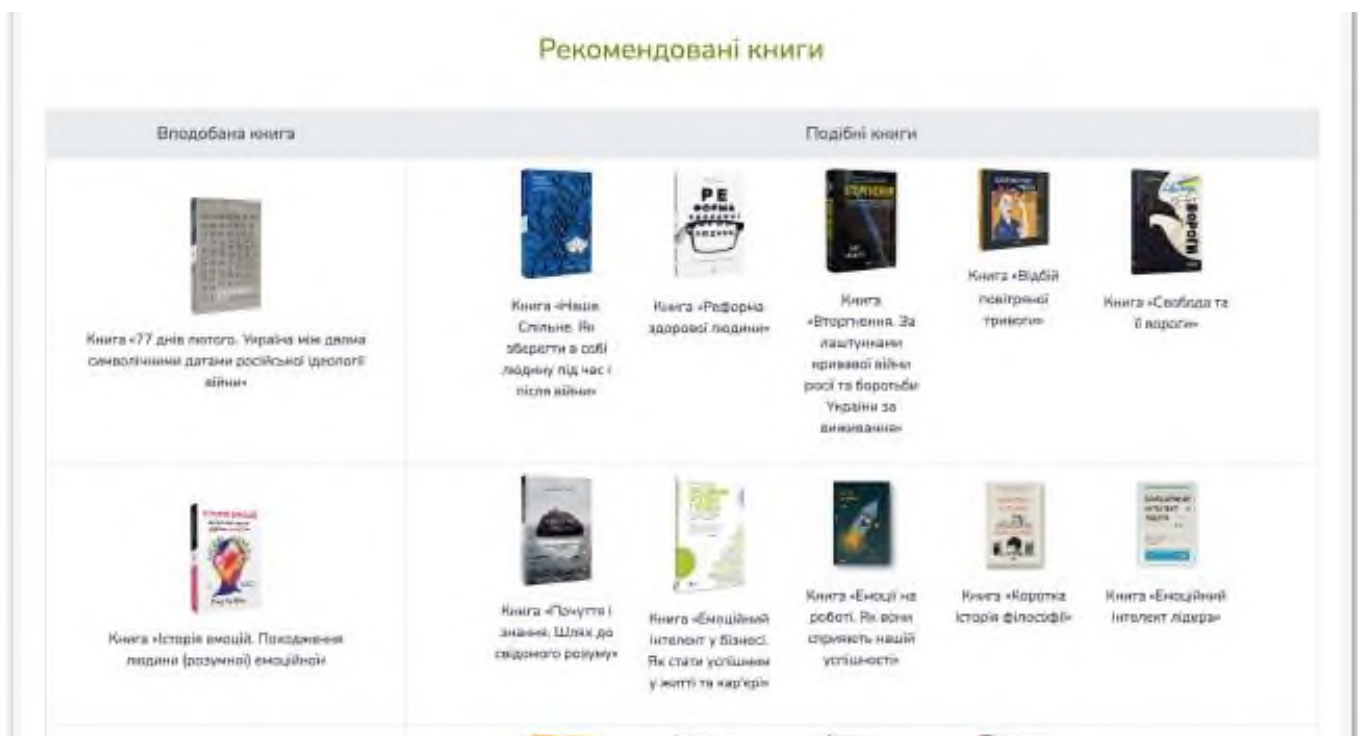 Рекомендовані книги
Вподобана книга
Подібні книги
РЕ
ФОРМА
ВТОРГНЕННЯ
ВОРОГИ
Книга «77 днів лютого. Україна між двома
символічними датами російської ідеології
війни»
Книга «Наше
Спільне. Як
зберегти в собі
людину під час і
після війни»
Книга «Реформа
здорової людини»
Книга
«Вторгнення. За
лаштунками
кривавої війни
росії та боротьби
України за
виживання»
Книга «Відбій
повітряної
тривоги»
Книга «Свобода та
її вороги»
Книга «Історія емоцій. Походження
людини (розумної) емоційної»
Книга «Почуття і
знання. Шлях до
свідомого розуму»
Книга «Емоційний
інтелект у бізнесі.
Як стати успішним
у житті та кар'єрі»
Книга «Емоції на
роботі. Як вони
сприяють нашій
успішності»
Книга «Коротка
історія філософії»
Книга «Емоційний
інтелект лідера»